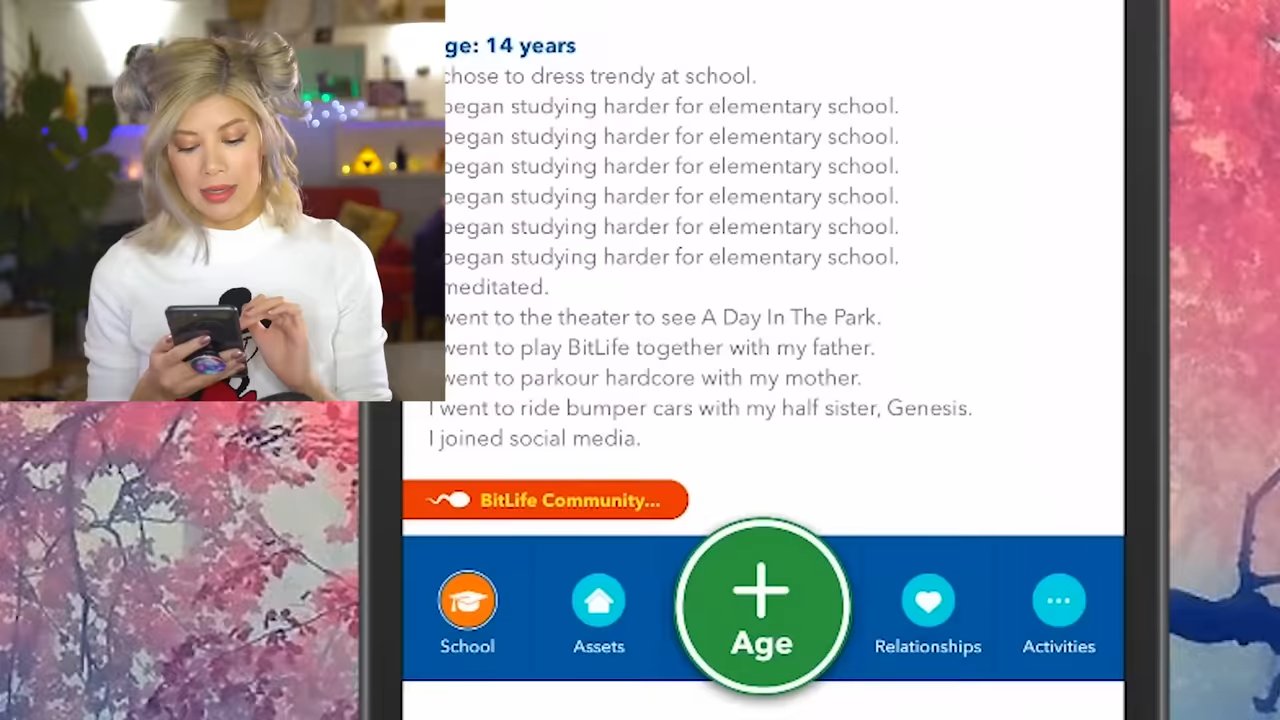 ge: 14 years
chose to dress trendy at school.
began studying harder for elementary school.
began studying harder for elementary school.
began studying harder for elementary school.
began studying harder for elementary school.
began studying harder for elementary school.
began studying harder for elementary school.
meditated.
went to the theater to see A Day In The Park.
went to play BitLife together with my father.
went to parkour hardcore with my mother.
I went to ride bumper cars with my half sister, Genesis.
I joined social media.
BitLife Community...
School
Assets
Age
Relationships
Activities